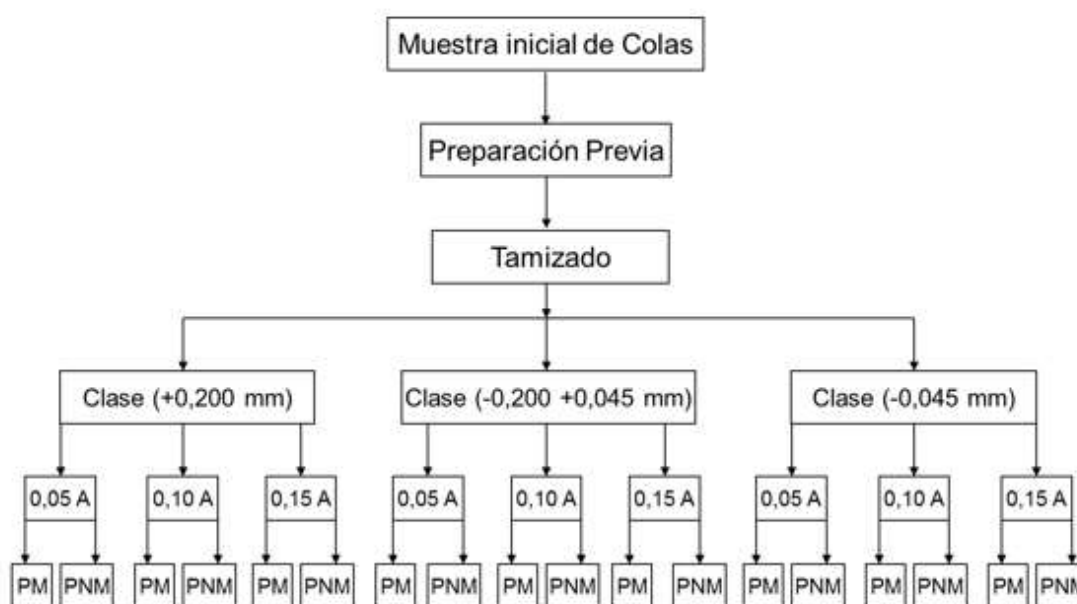 Muestra inicial de Colas
Preparación Previa
Tamizado
Clase (+0,200 mm)
Clase (-0,200 +0,045 mm)
Clase (-0,045 mm)
0,05 A
0,10 A
0,15 A
0,05 A
0,10 A
0,15 A
0,05 A
0,10 A
0,15 A
PM
PNM
PM
PNM
PM
PNM
PM
PNM
PM
PNM
PM
PNM
PM
PNM
PM
PNM
PM
PNM